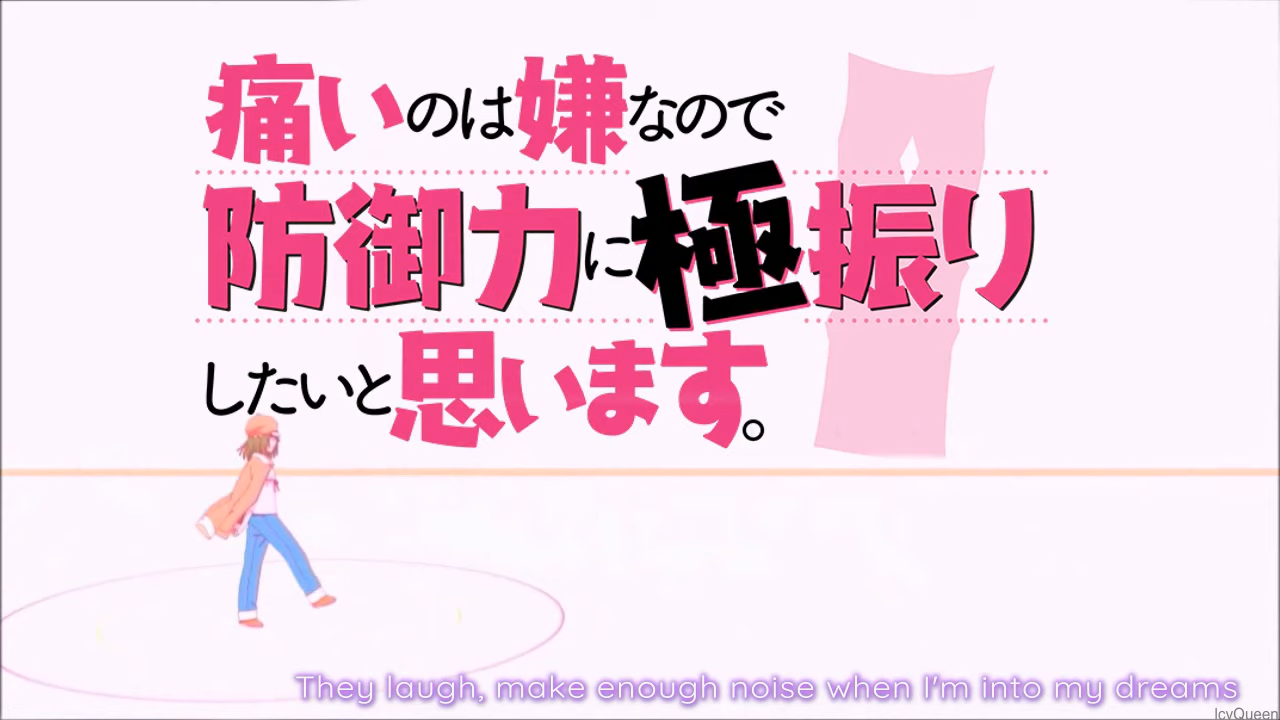 痛いのは嫌なので
防御力に極振り
したいと思います。
They laugh, make enough noise when I'm into my dreams
IcyQueen